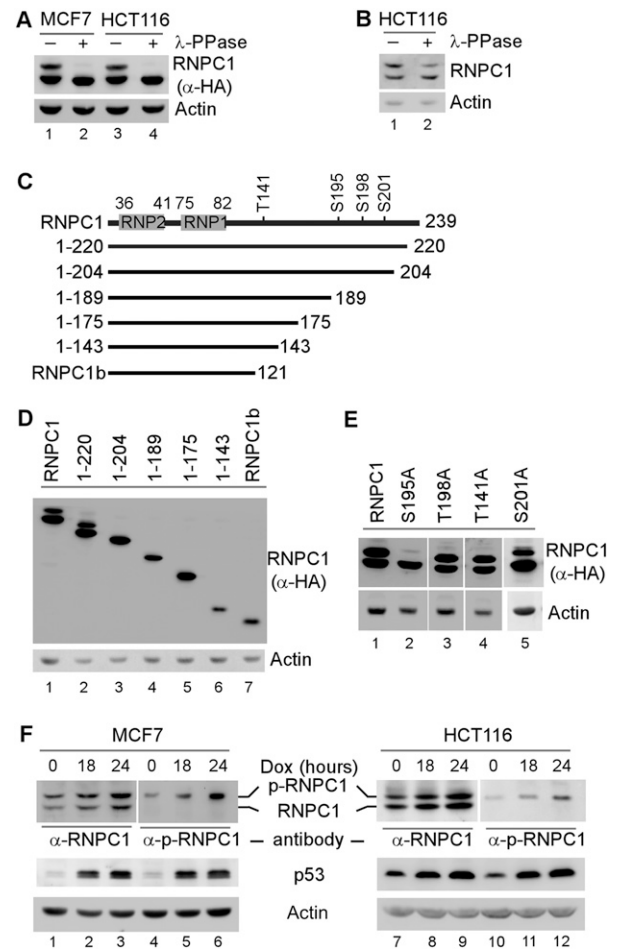 A
MCF7 HCT116
− + − + λ-PPase
RNPC1
(α-HA)
Actin
1 2 3 4
B
HCT116
− + λ-PPase
RNPC1
Actin
1 2
C
36 41 75 82 T141 S195 S198 S201
RNPC1 RNP2 RNP1 239
1-220 220
1-204 204
1-189 189
1-175 175
1-143 143
RNPC1b 121
D
RNPC1 1-220 1-204 1-189 1-175 1-143 RNPC1b
RNPC1
(α-HA)
Actin
1 2 3 4 5 6 7
E
RNPC1 S195A T198A T141A S201A
RNPC1
(α-HA)
Actin
1 2 3 4 5
F
MCF7 HCT116
0 18 24 0 18 24 Dox (hours) 0 18 24 0 18 24
p-RNPC1
RNPC1
α-RNPC1 α-p-RNPC1 – antibody – α-RNPC1 α-p-RNPC1
p53
Actin
1 2 3 4 5 6 7 8 9 10 11 12